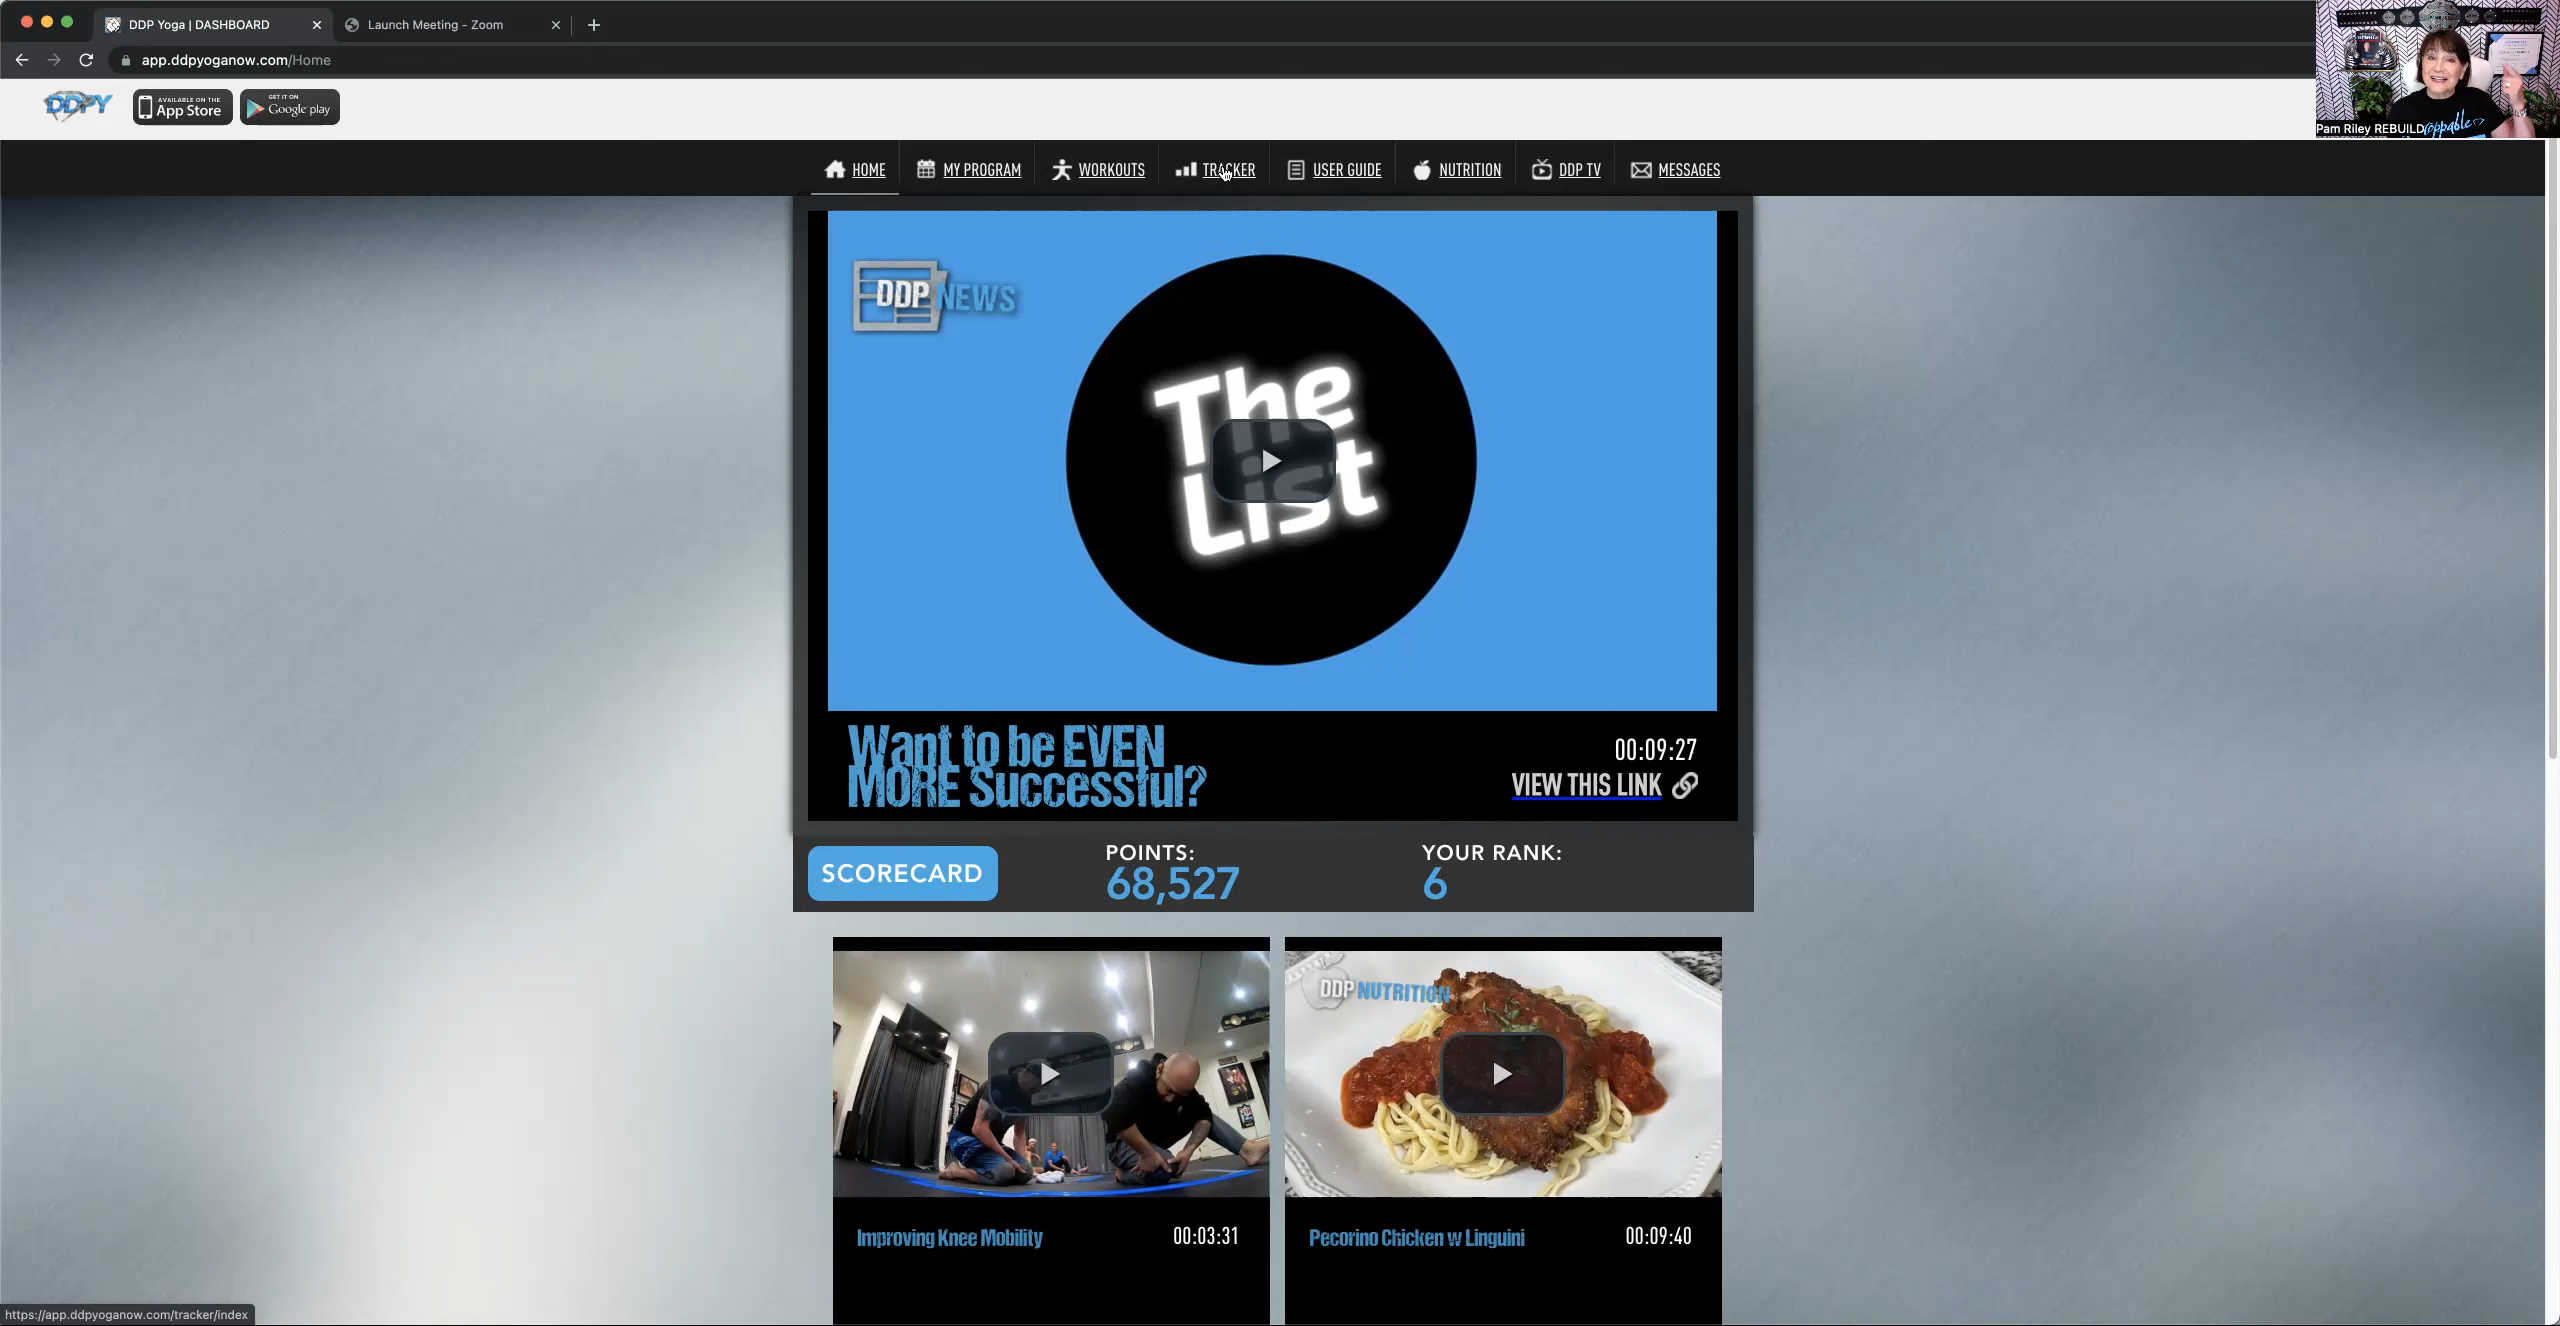 DDP Yoga | DASHBOARD
Launch Meeting - Zoom
app.ddpyoganow.com/Home
DDPY
AVAILABLE ON THE
App Store
GET IT ON
Google play
Pam Riley REBUILD
HOME
MY PROGRAM
WORKOUTS
TRACKER
USER GUIDE
NUTRITION
DDP TV
MESSAGES
DDP NEWS
The
List
Want to be EVEN
MORE Successful?
00:09:27
VIEW THIS LINK
SCORECARD
POINTS:
68,527
YOUR RANK:
6
DDP NUTRITION
Improving Knee Mobility
00:03:31
Pecorino Chicken w Linguini
00:09:40
https://app.ddpyoganow.com/tracker/index